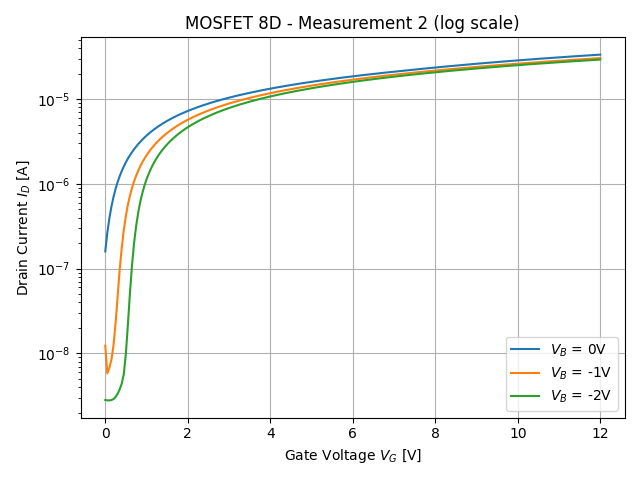 MOSFET 8D - Measurement 2 (log scale)
Drain Current I_D [A]
10^-5
10^-6
10^-7
10^-8
V_B = 0V
V_B = -1V
V_B = -2V
0 2 4 6 8 10 12
Gate Voltage V_G [V]